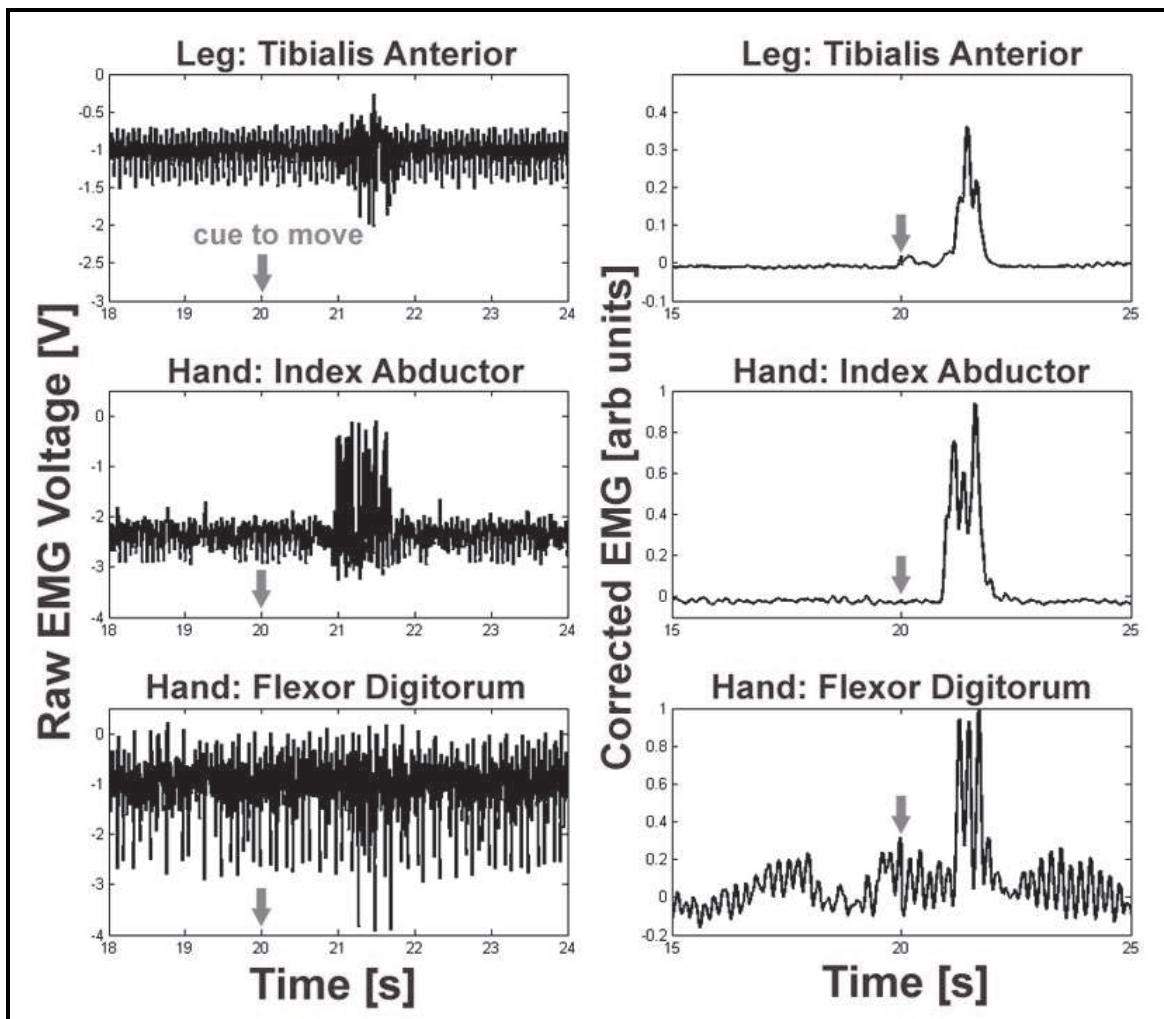 Leg: Tibialis Anterior
0
-0.5
-1
-1.5
-2
-2.5
-3
cue to move
18 19 20 21 22 23 24
Hand: Index Abductor
0
-1
-2
-3
-4
18 19 20 21 22 23 24
Hand: Flexor Digitorum
0
-1
-2
-3
-4
18 19 20 21 22 23 24
Raw EMG Voltage [V]
Time [s]
Leg: Tibialis Anterior
0.4
0.3
0.2
0.1
0
-0.1
15 20 25
Hand: Index Abductor
1
0.8
0.6
0.4
0.2
0
15 20 25
Hand: Flexor Digitorum
1
0.8
0.6
0.4
0.2
0
-0.2
15 20 25
Corrected EMG [arb units]
Time [s]